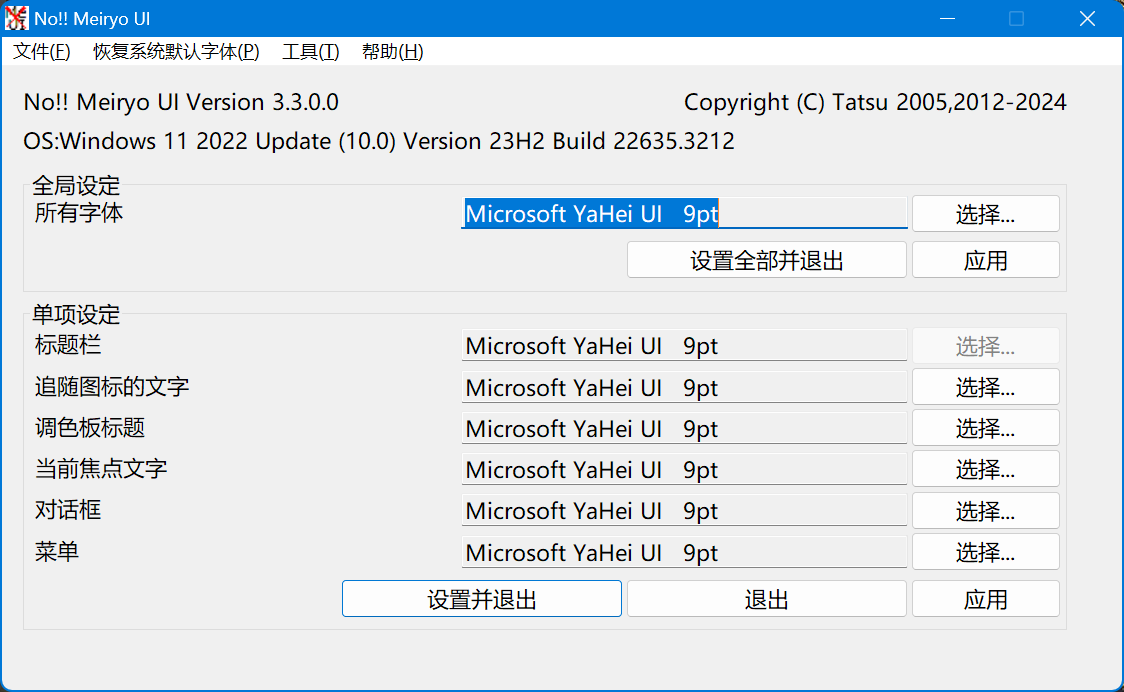 No!! Meiryo UI
文件(F) 恢复系统默认字体(P) 工具(T) 帮助(H)
No!! Meiryo UI Version 3.3.0.0 Copyright (C) Tatsu 2005,2012-2024
OS:Windows 11 2022 Update (10.0) Version 23H2 Build 22635.3212
全局设定
所有字体 Microsoft YaHei UI 9pt 选择...
设置全部并退出 应用
单项设定
标题栏 Microsoft YaHei UI 9pt 选择...
追随图标的文字 Microsoft YaHei UI 9pt 选择...
调色板标题 Microsoft YaHei UI 9pt 选择...
当前焦点文字 Microsoft YaHei UI 9pt 选择...
对话框 Microsoft YaHei UI 9pt 选择...
菜单 Microsoft YaHei UI 9pt 选择...
设置并退出 退出 应用